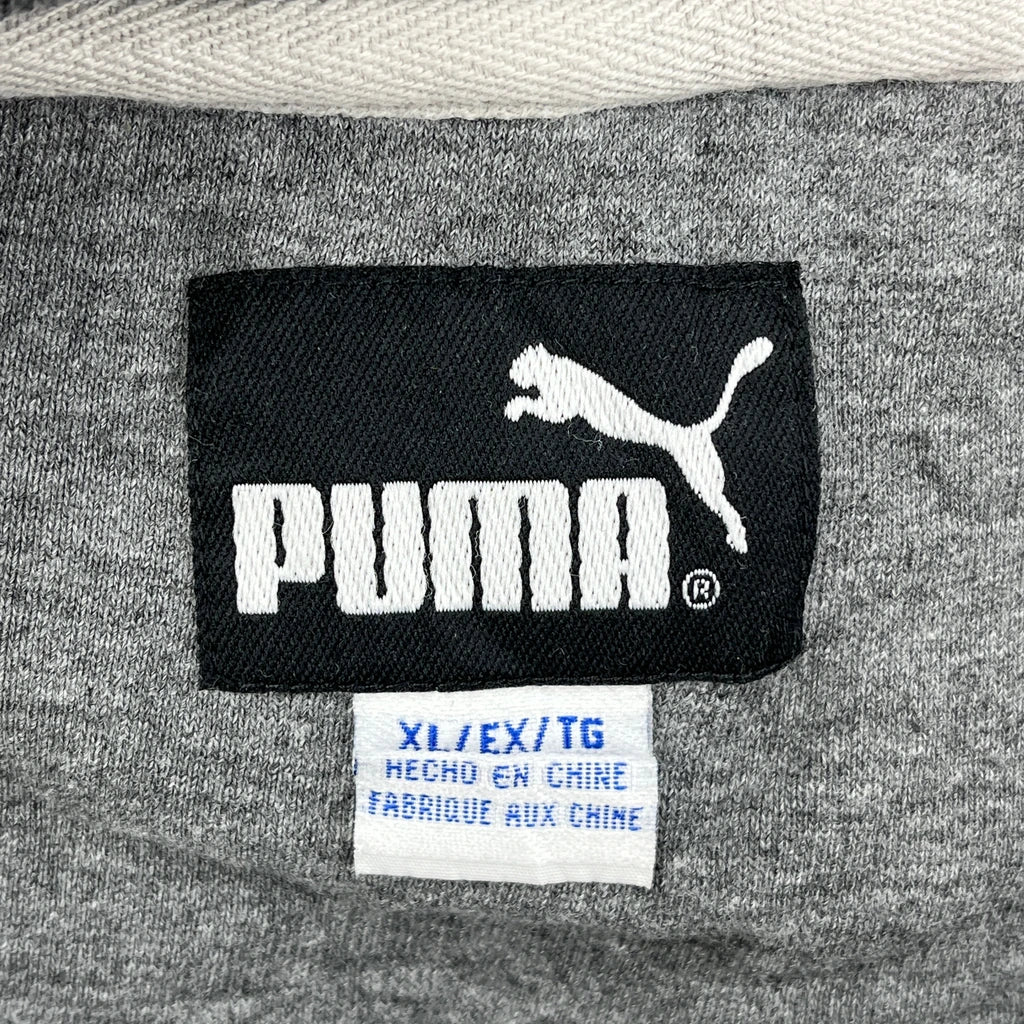 PUMA®
XL/EX/TG
HECHO EN CHINE
FABRIQUE AUX CHINE